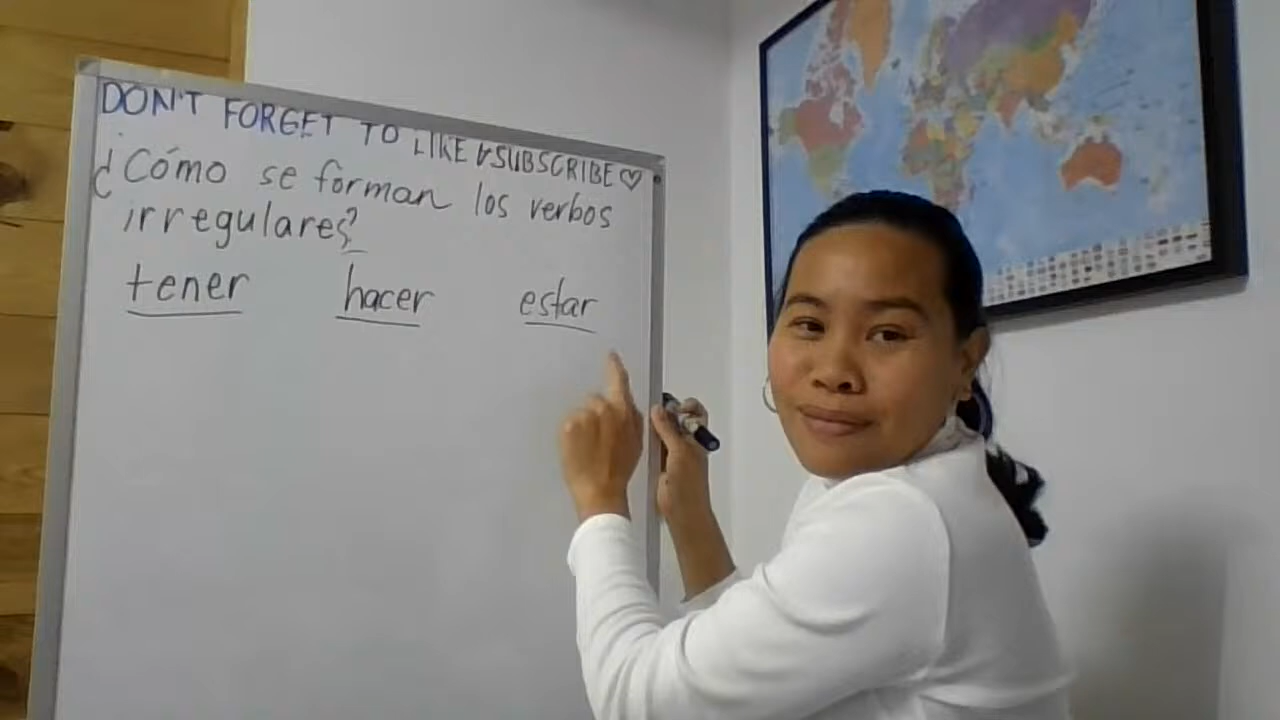 DON'T FORGET TO LIKE & SUBSCRIBE♡
¿Cómo se forman los verbos
irregulares?
tener hacer estar